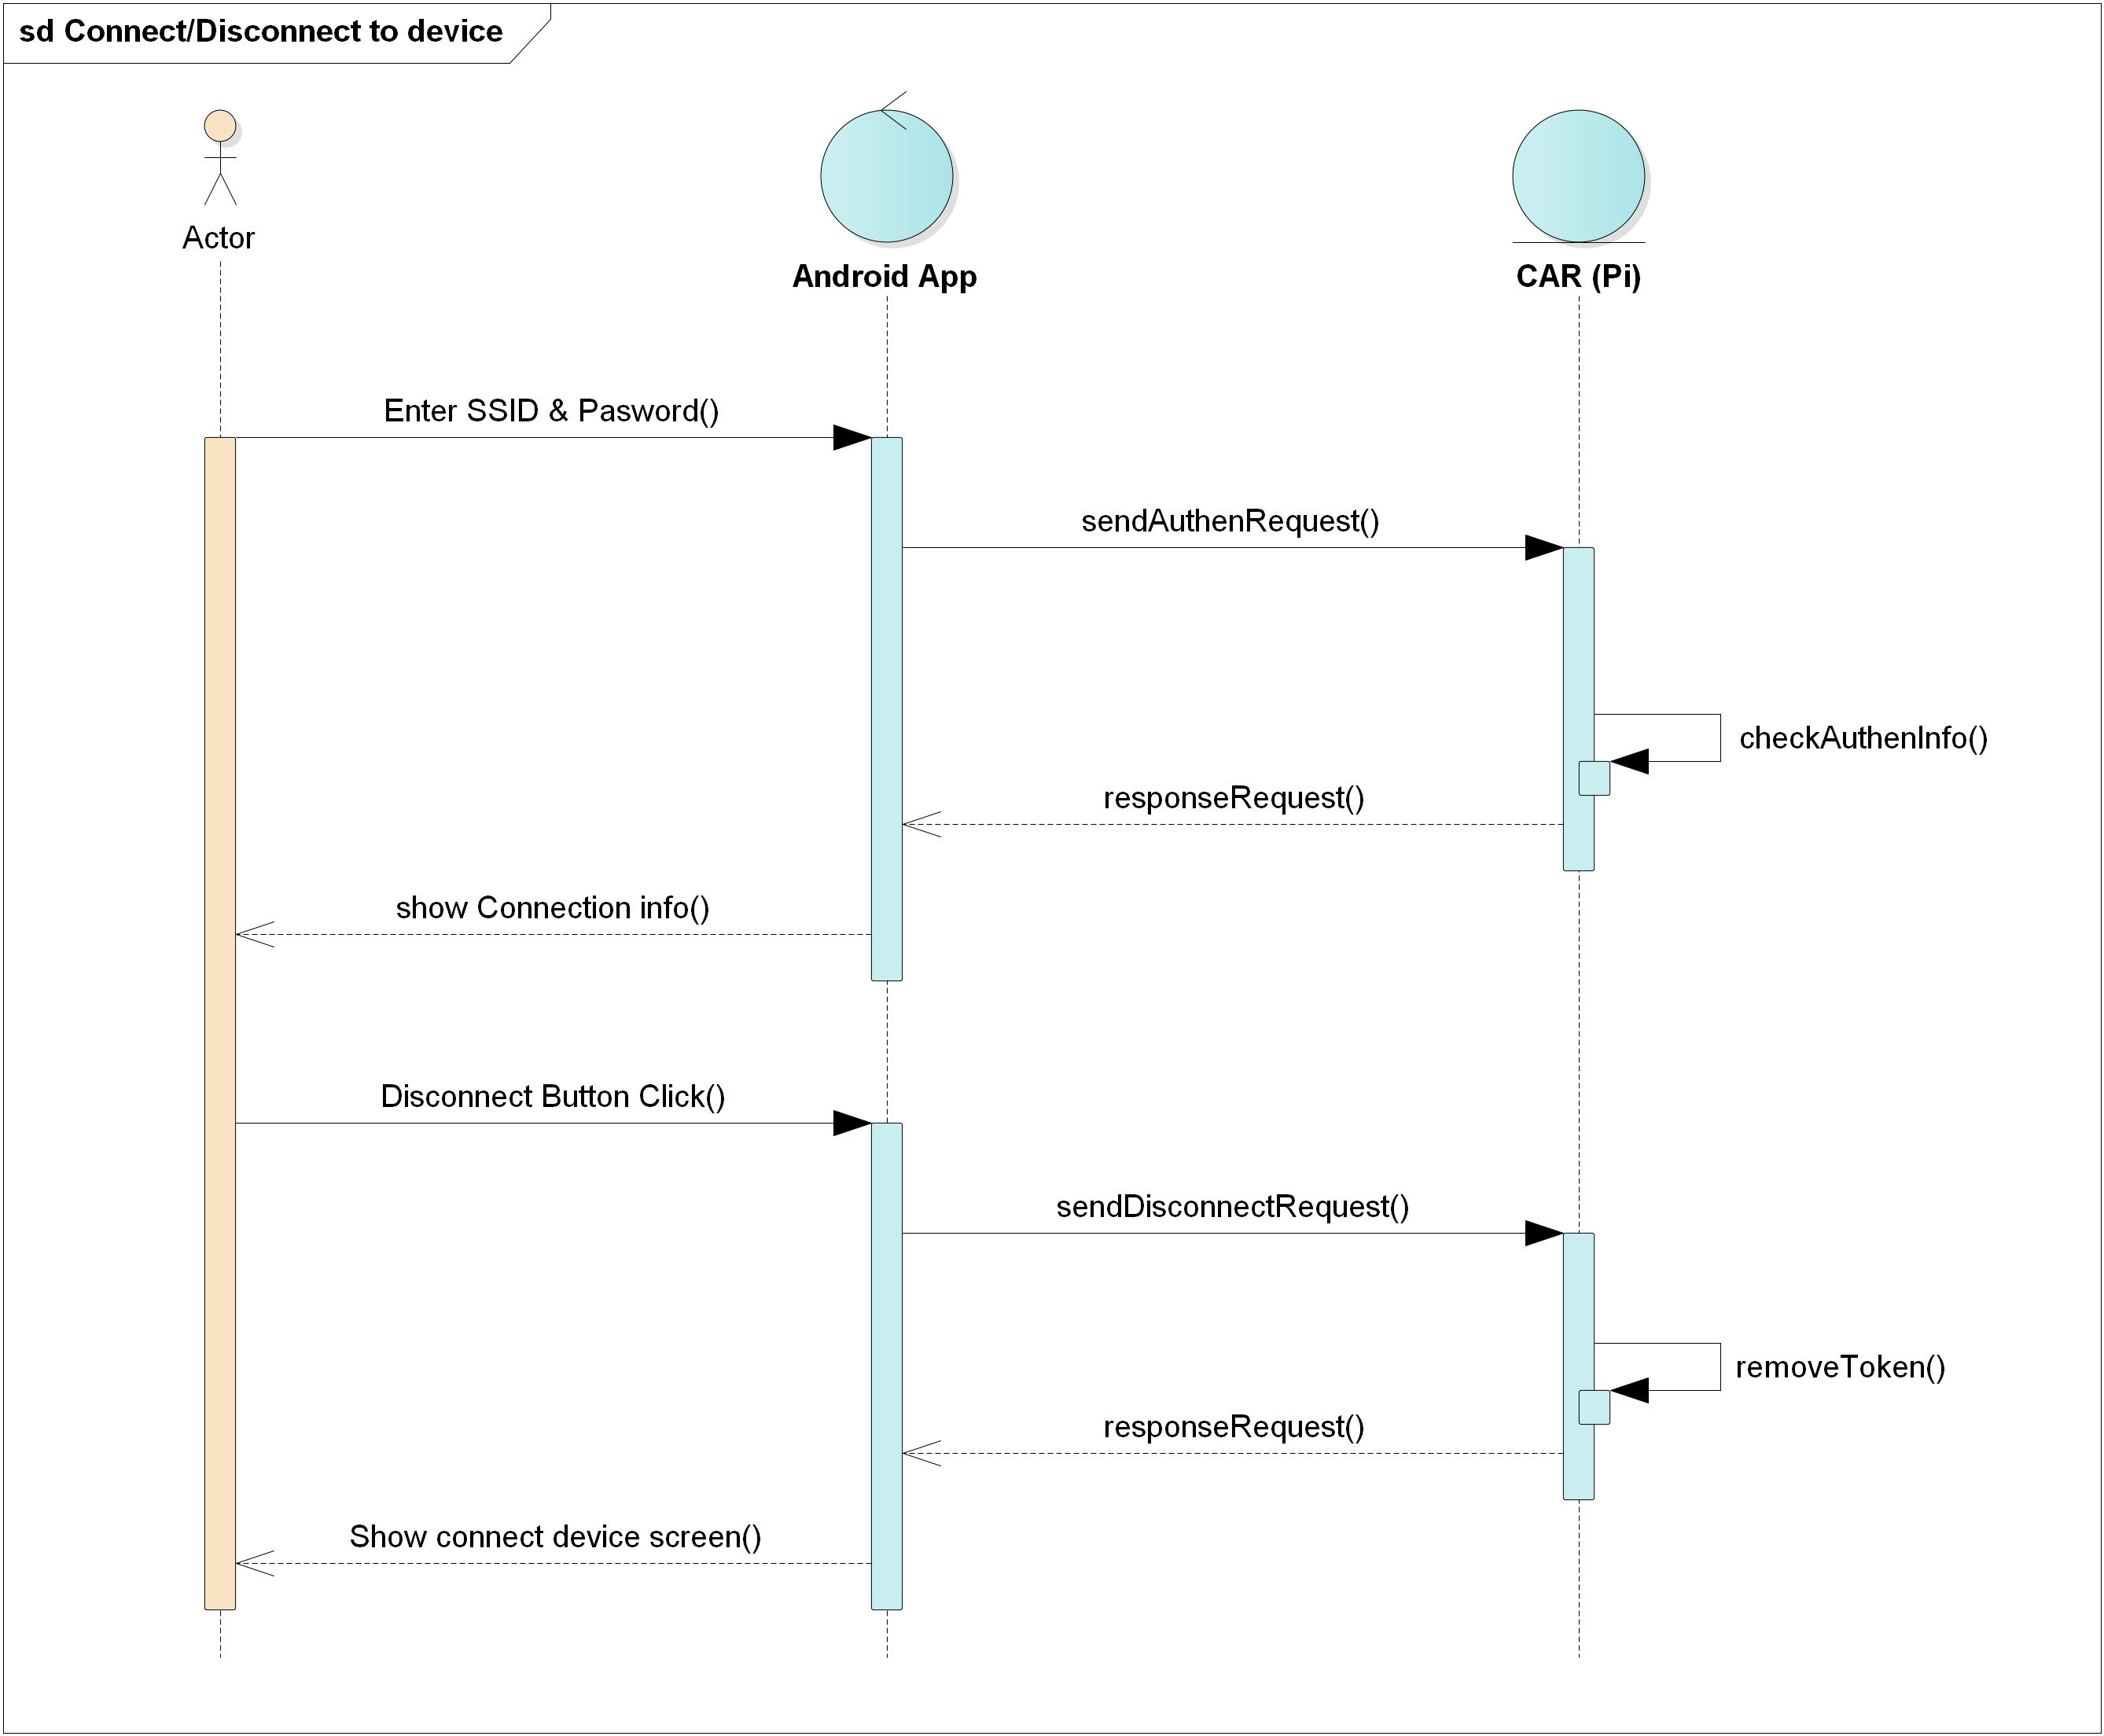 sd Connect/Disconnect to device
Actor
Android App
CAR (Pi)
Enter SSID & Pasword()
sendAuthenRequest()
checkAuthenInfo()
responseRequest()
show Connection info()
Disconnect Button Click()
sendDisconnectRequest()
removeToken()
responseRequest()
Show connect device screen()